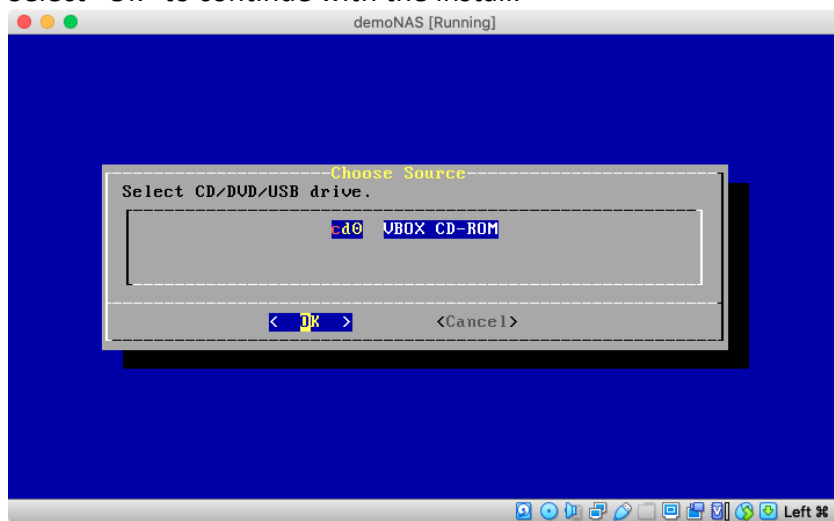 demoNAS [Running]
Choose Source
Select CD/DVD/USB drive.
cd0 VBOX CD-ROM
< OK > <Cancel>
Left ⌘